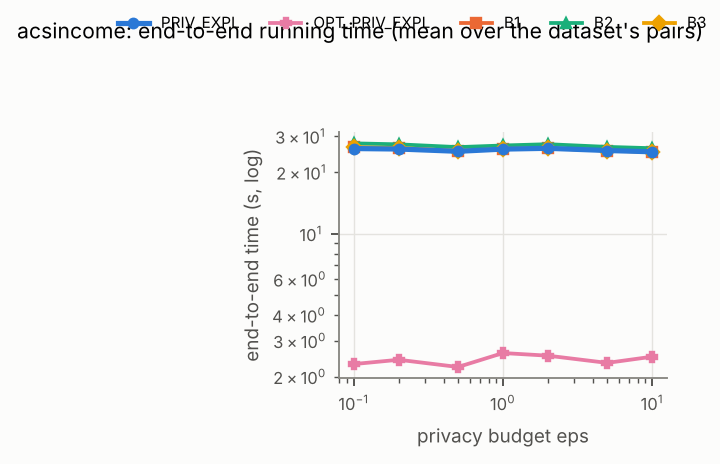 PRIV_EXPL OPT_PRIV_EXPL B1 B2 B3
acsincome: end-to-end running time (mean over the dataset's pairs)
end-to-end time (s, log)
3 × 10¹
2 × 10¹
10¹
6 × 10⁰
4 × 10⁰
3 × 10⁰
2 × 10⁰
10⁻¹ 10⁰ 10¹
privacy budget eps